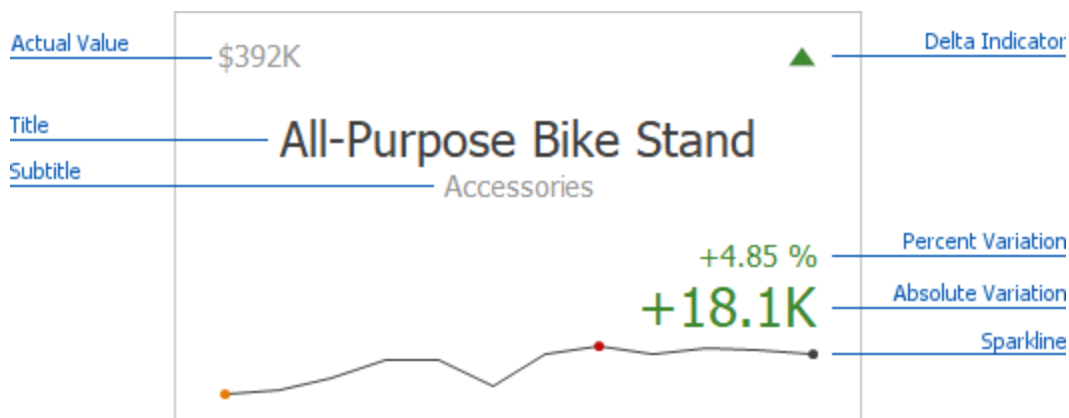 Actual Value
$392K
Delta Indicator
Title
All-Purpose Bike Stand
Subtitle
Accessories
+4.85 %
Percent Variation
+18.1K
Absolute Variation
Sparkline